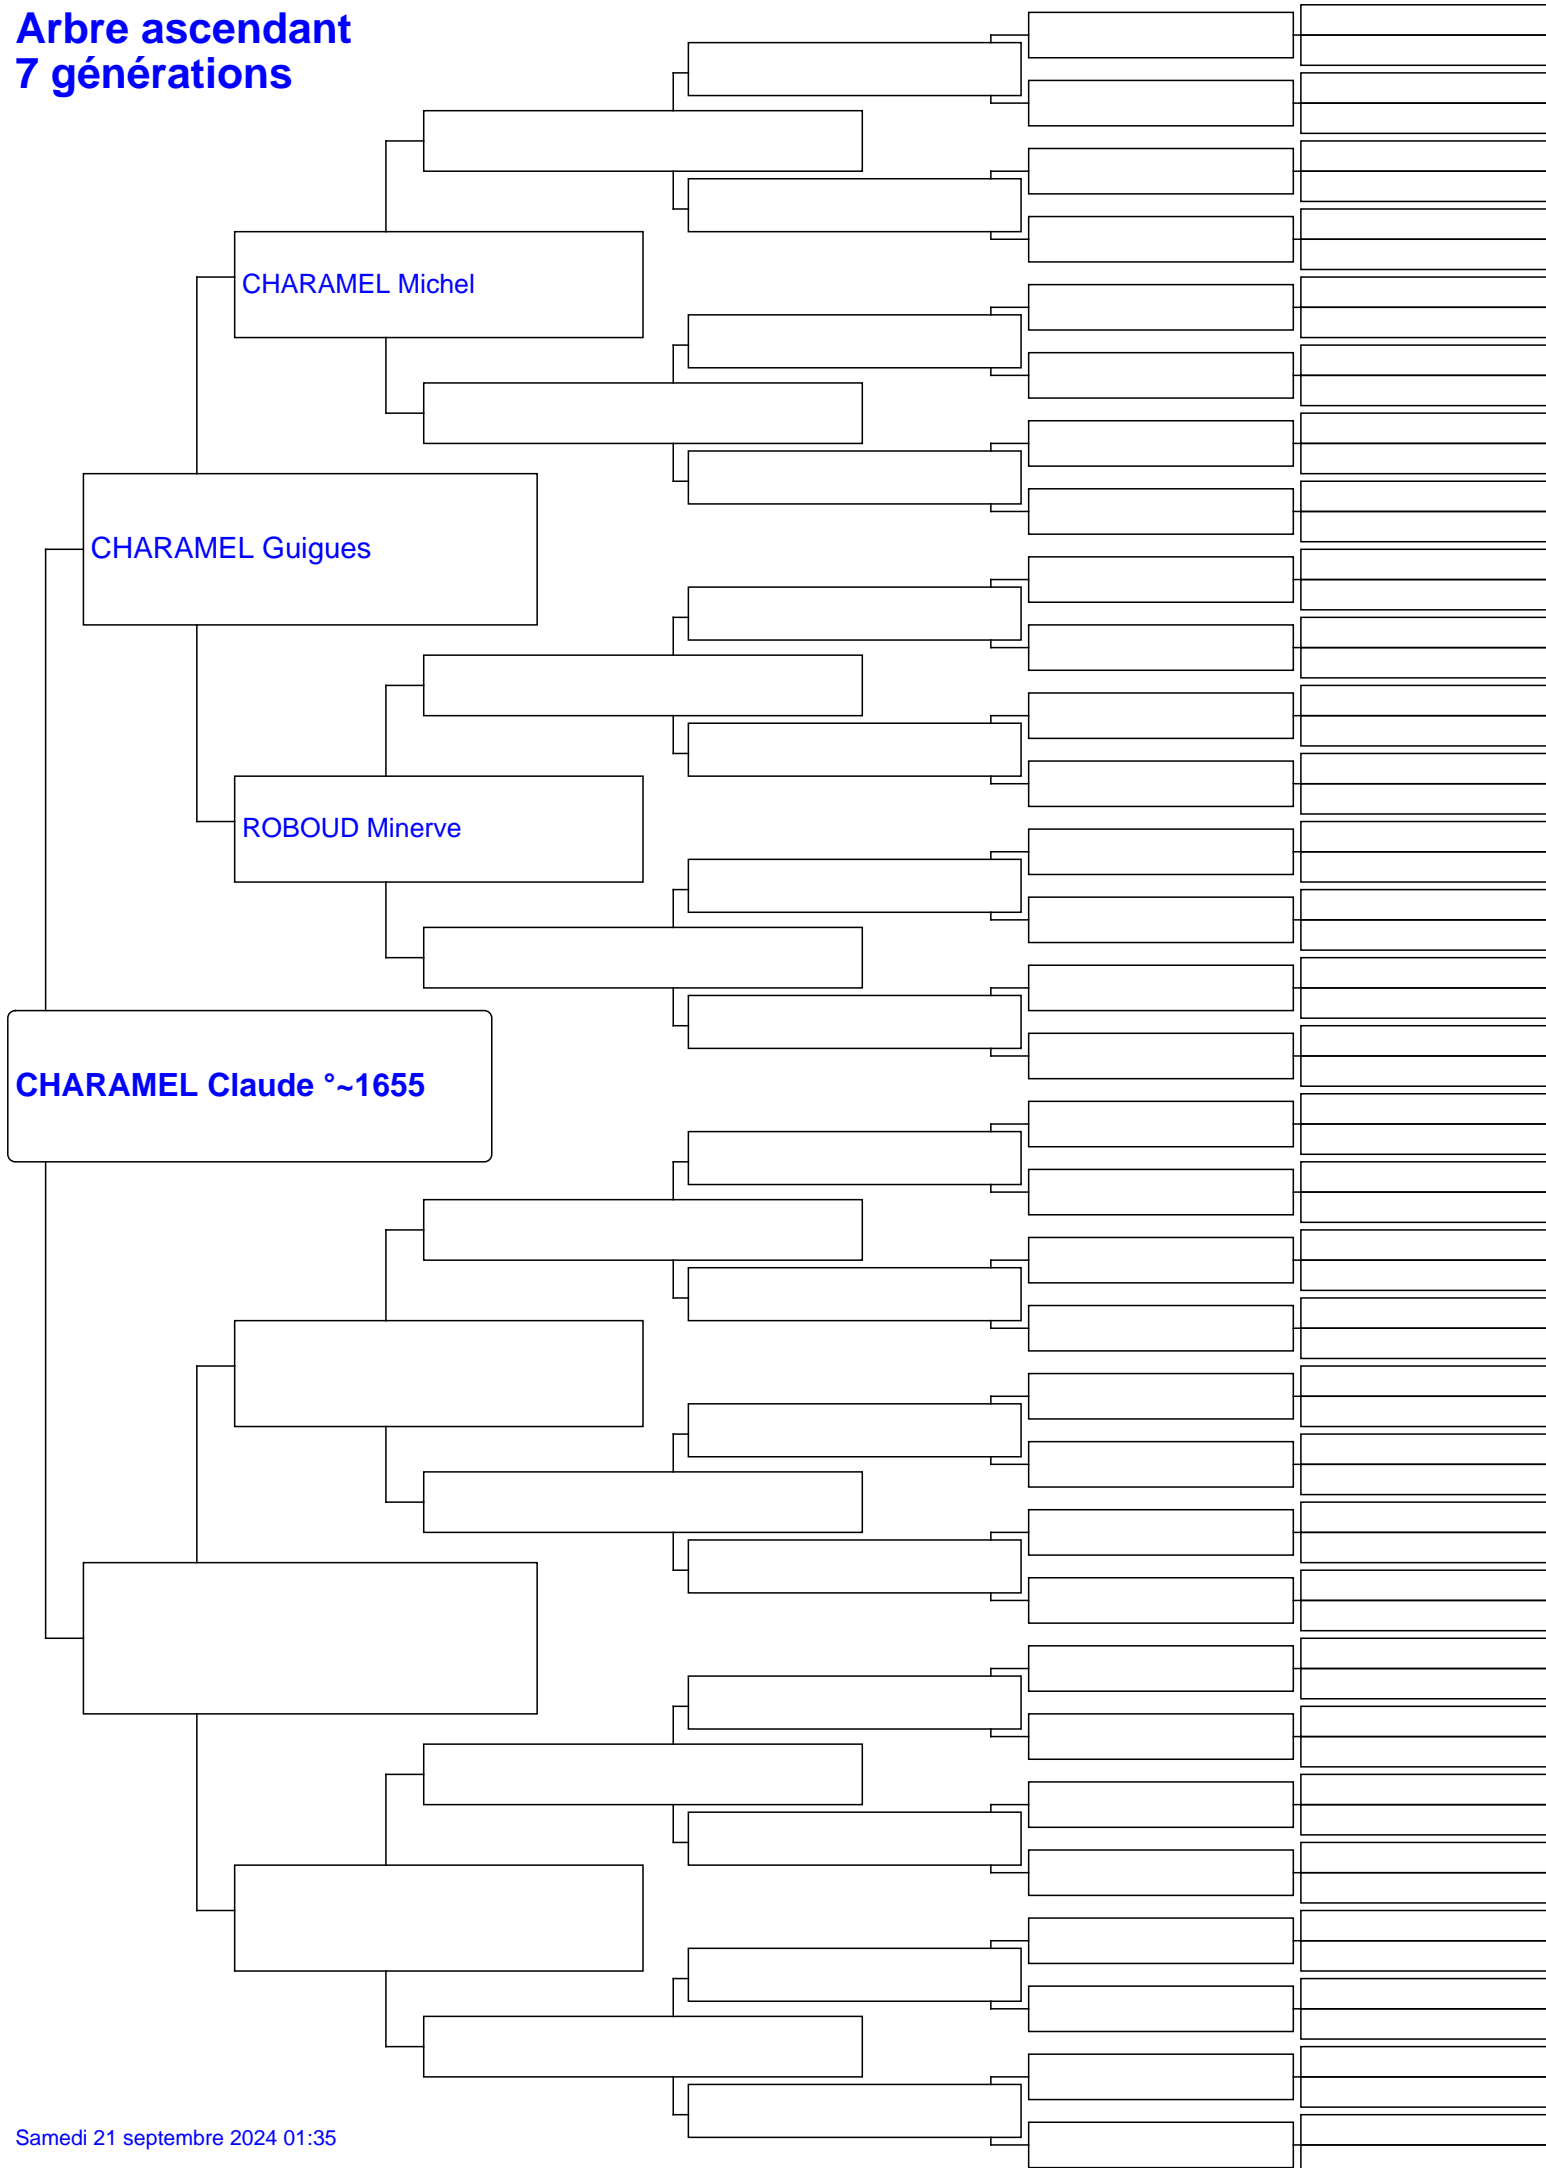 Arbre ascendant
7 générations
CHARAMEL Michel
CHARAMEL Guigues
ROBOUD Minerve
CHARAMEL Claude °~1655
Samedi 21 septembre 2024 01:35